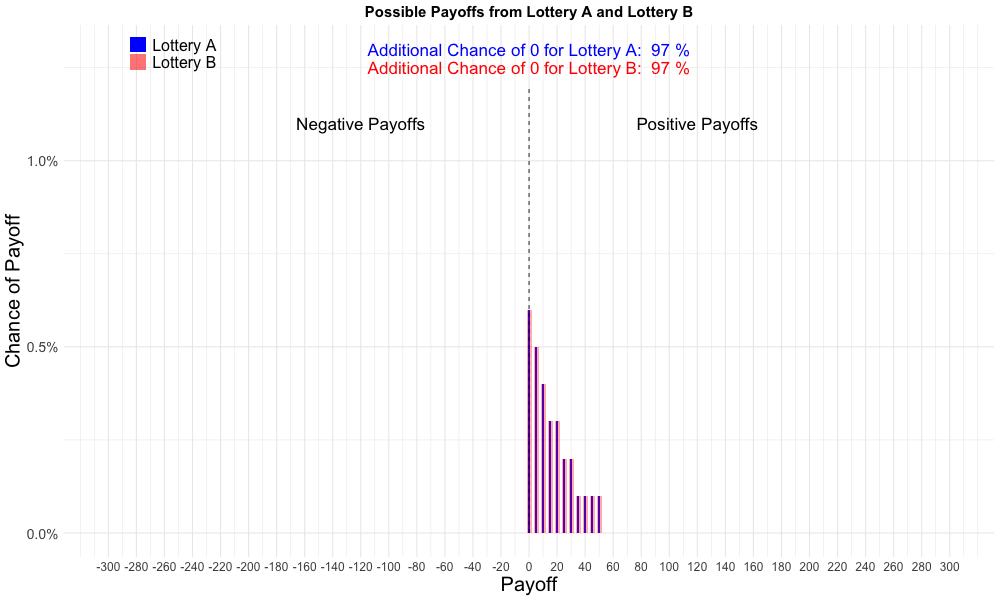 Possible Payoffs from Lottery A and Lottery B
Lottery A
Lottery B
Additional Chance of 0 for Lottery A:  97 %
Additional Chance of 0 for Lottery B:  97 %
Negative Payoffs
Positive Payoffs
Chance of Payoff
1.0%
0.5%
0.0%
-300 -280 -260 -240 -220 -200 -180 -160 -140 -120 -100 -80 -60 -40 -20 0 20 40 60 80 100 120 140 160 180 200 220 240 260 280 300
Payoff